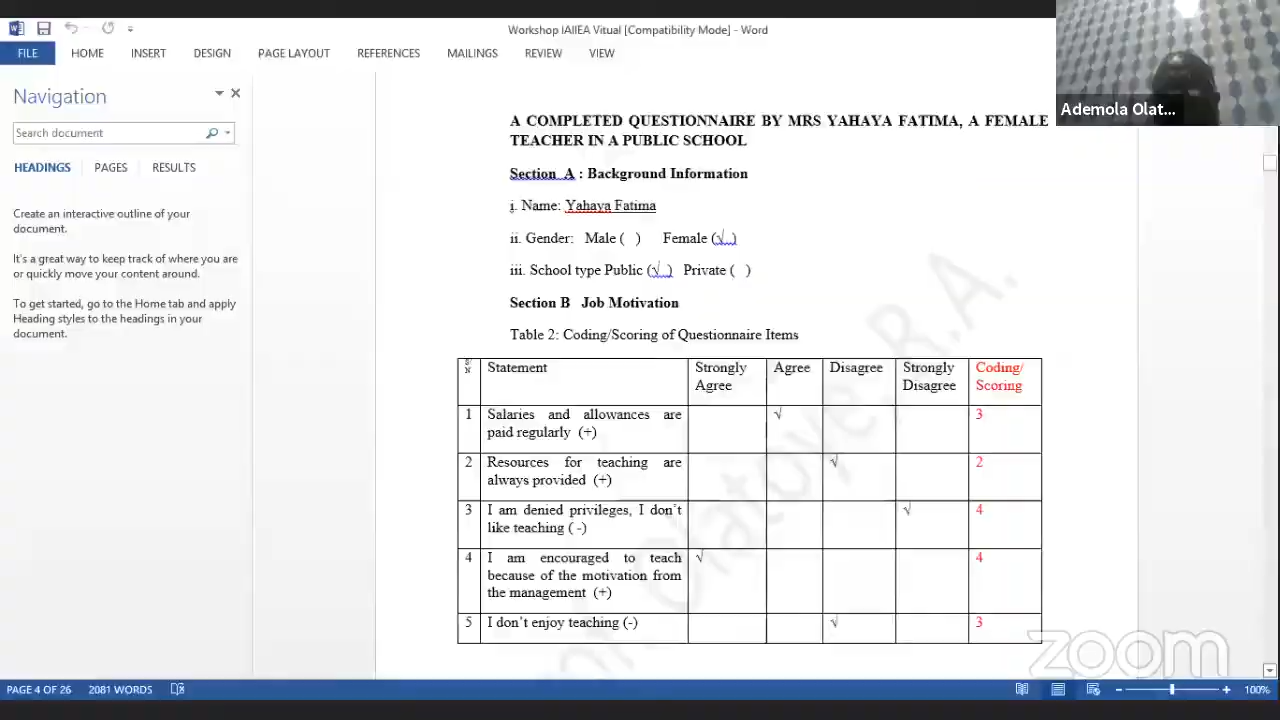 Workshop IAIIEA Vitual [Compatibility Mode] - Word
FILE HOME INSERT DESIGN PAGE LAYOUT REFERENCES MAILINGS REVIEW VIEW
Ademola Olat...
Navigation
Search document
HEADINGS PAGES RESULTS
Create an interactive outline of your
document.
It's a great way to keep track of where you are
or quickly move your content around.
To get started, go to the Home tab and apply
Heading styles to the headings in your
document.
A COMPLETED QUESTIONNAIRE BY MRS YAHAYA FATIMA, A FEMALE
TEACHER IN A PUBLIC SCHOOL
Section A : Background Information
i. Name: Yahaya Fatima
ii. Gender: Male ( ) Female (√ )
iii. School type Public (√ ) Private ( )
Section B Job Motivation
Table 2: Coding/Scoring of Questionnaire Items
S/N Statement Strongly Agree Agree Disagree Strongly Disagree Coding/ Scoring
1 Salaries and allowances are √ 3
paid regularly (+)
2 Resources for teaching are √ 2
always provided (+)
3 I am denied privileges, I don't √ 4
like teaching ( -)
4 I am encouraged to teach √ 4
because of the motivation from
the management (+)
5 I don't enjoy teaching (-) √ 3
zoom
PAGE 4 OF 26 2081 WORDS 100%